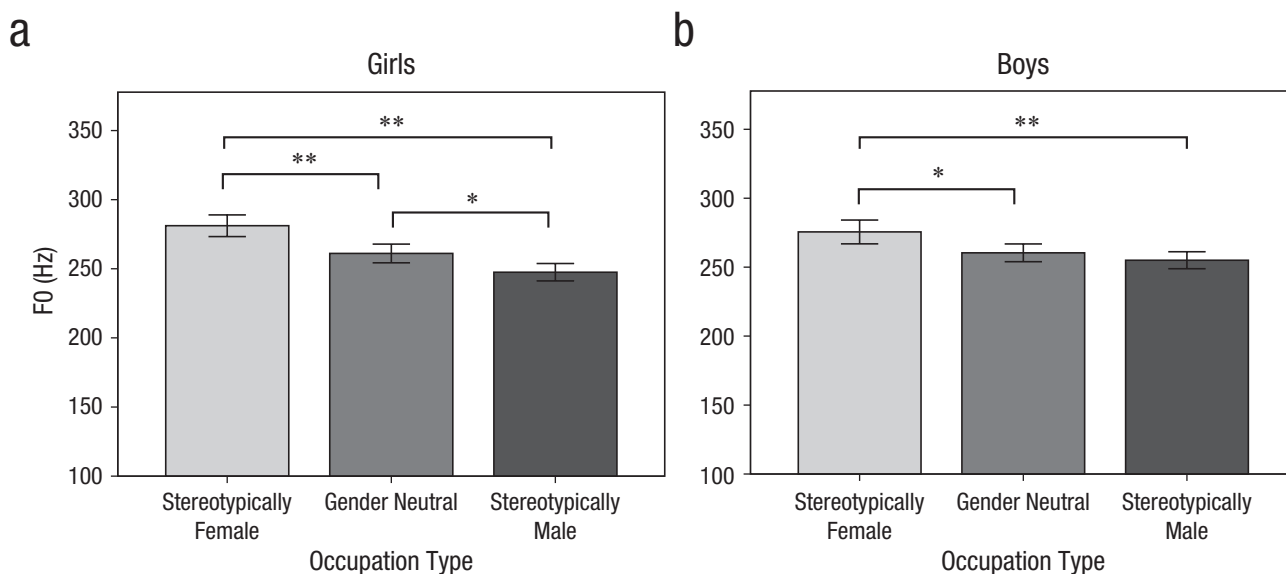 a
Girls
F0 (Hz)
350
300
250
200
150
100
**
**
*
Stereotypically
Female
Gender Neutral
Stereotypically
Male
Occupation Type
b
Boys
350
300
250
200
150
100
**
*
Stereotypically
Female
Gender Neutral
Stereotypically
Male
Occupation Type